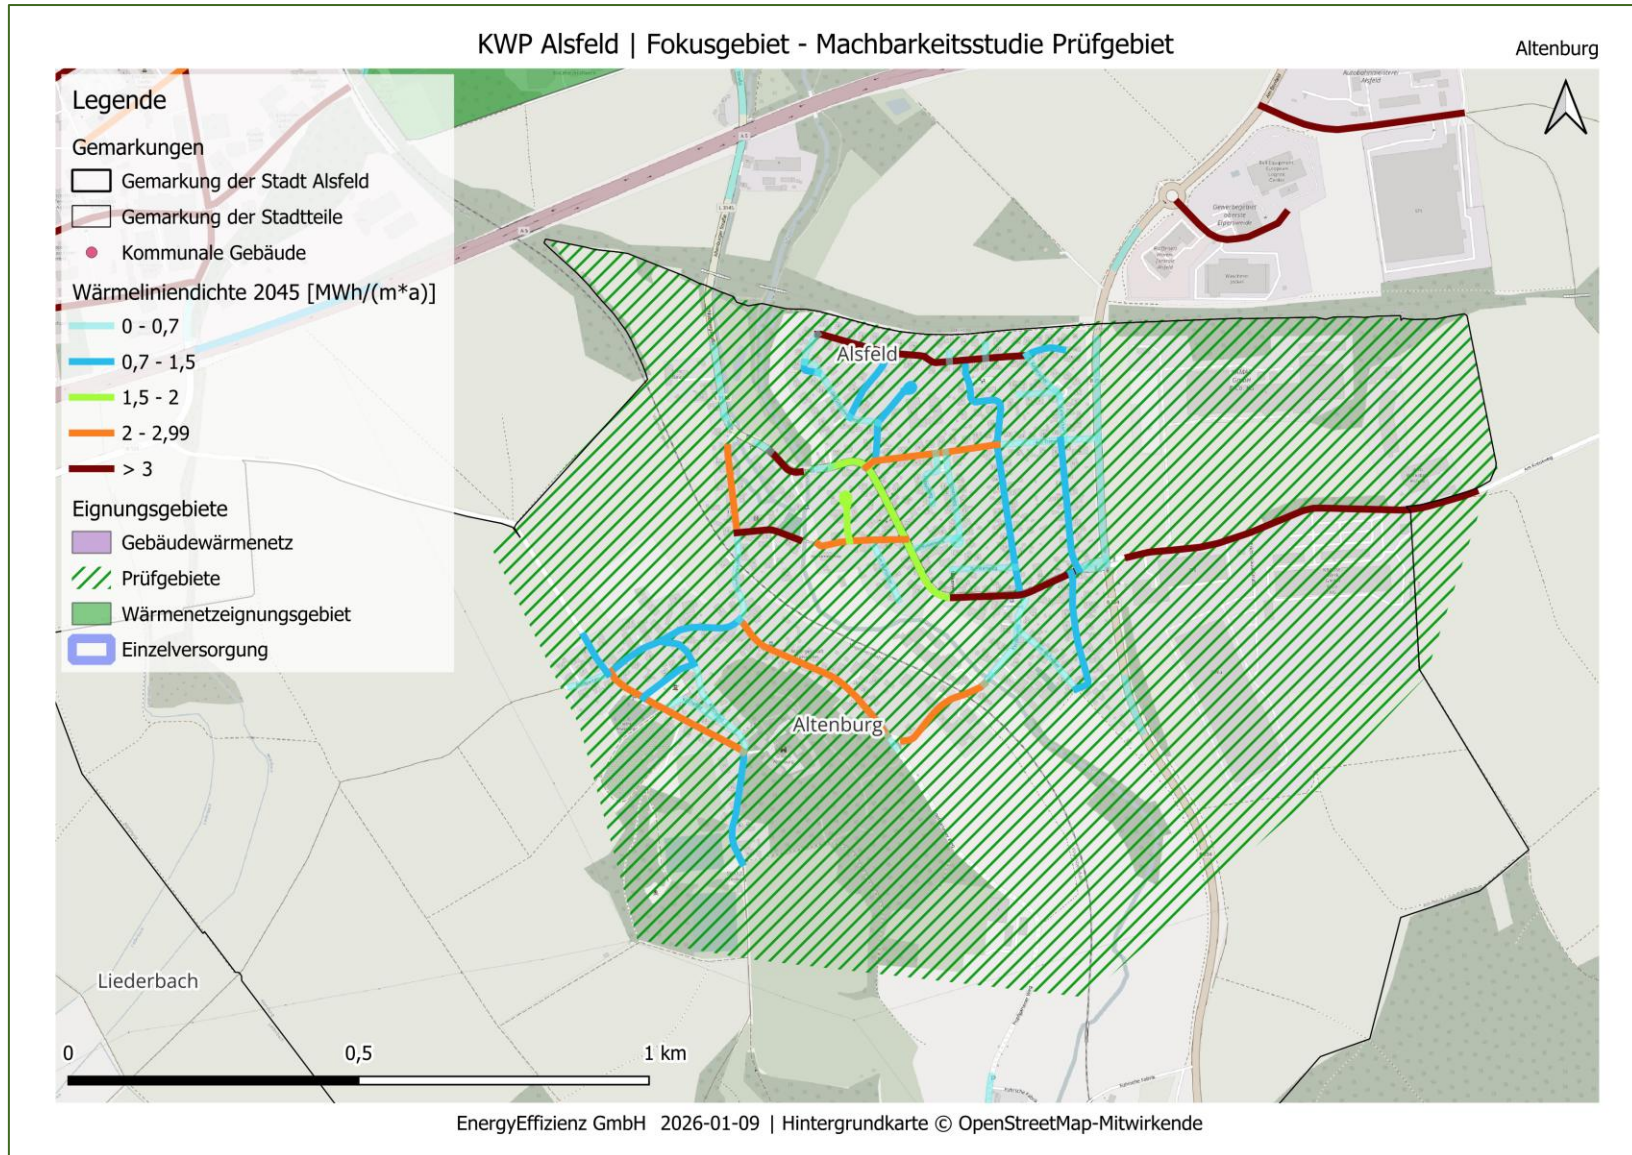 KWP Alsfeld | Fokusgebiet - Machbarkeitsstudie Prüfgebiet
Altenburg
Legende
Gemarkungen
Gemarkung der Stadt Alsfeld
Gemarkung der Stadtteile
Kommunale Gebäude
Wärmeliniendichte 2045 [MWh/(m*a)]
0 - 0,7
0,7 - 1,5
1,5 - 2
2 - 2,99
> 3
Eignungsgebiete
Gebäudewärmenetz
Prüfgebiete
Wärmenetzeignungsgebiet
Einzelversorgung
Alsfeld
Altenburg
Liederbach
0
0,5
1 km
EnergyEffizienz GmbH 2026-01-09 | Hintergrundkarte © OpenStreetMap-Mitwirkende